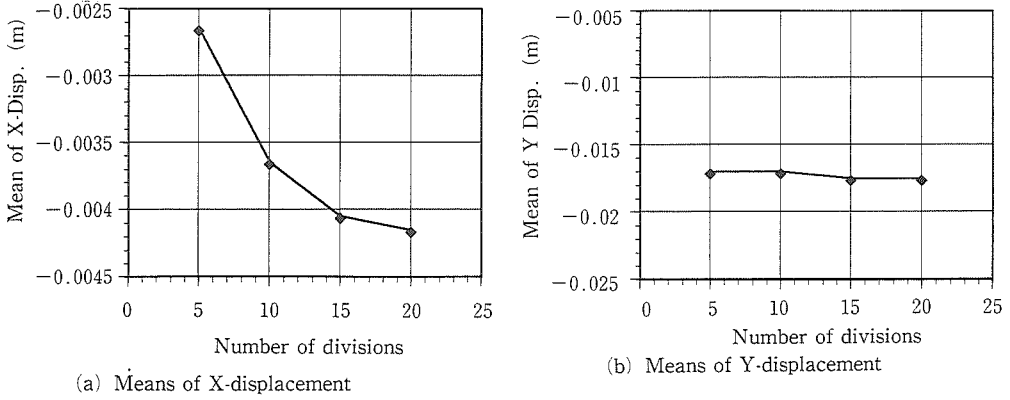 Mean of X-Disp. (m)
−0.0025
−0.003
−0.0035
−0.004
−0.0045
0 5 10 15 20 25
Number of divisions
(a) Means of X-displacement
Mean of Y Disp. (m)
−0.005
−0.01
−0.015
−0.02
−0.025
0 5 10 15 20 25
Number of divisions
(b) Means of Y-displacement